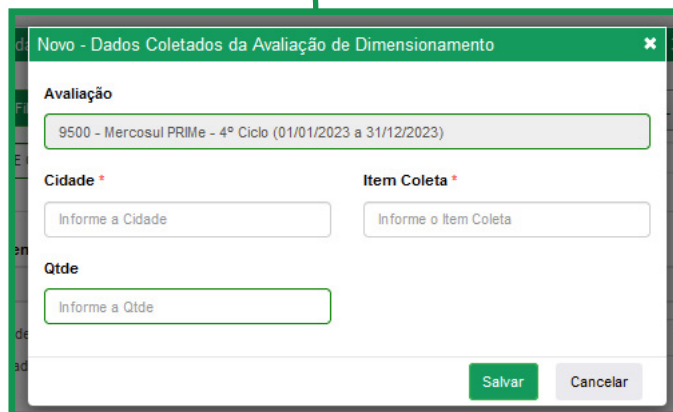 Novo - Dados Coletados da Avaliação de Dimensionamento ✖
Avaliação
9500 - Mercosul PRIMe - 4º Ciclo (01/01/2023 a 31/12/2023)
Cidade * Item Coleta *
Informe a Cidade Informe o Item Coleta
Qtde
Informe a Qtde
Salvar Cancelar